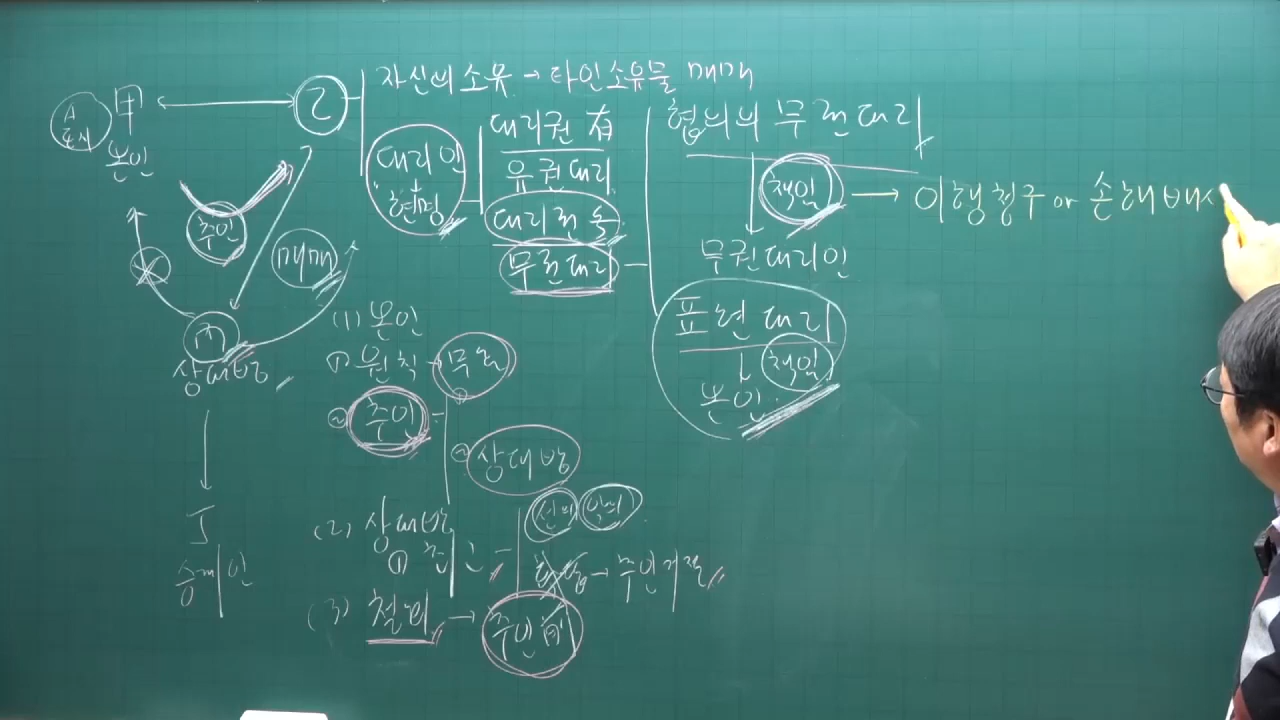 甲 乙 자신의 소유 → 타인소유물 매매
본인
대리인
현명
대리권 有
유권대리
대리권 無
무권대리
협의의 무권대리
책임 → 이행청구 or 손해배
무권대리인
표현대리
책임
본인
추인
매매
丙
상대방
승계인
(1) 본인
① 원칙 무효
② 추인
상대방
(2) 상대방
① 최고
선의 악의
확답 → 추인거절
(3) 철회 → 추인 前